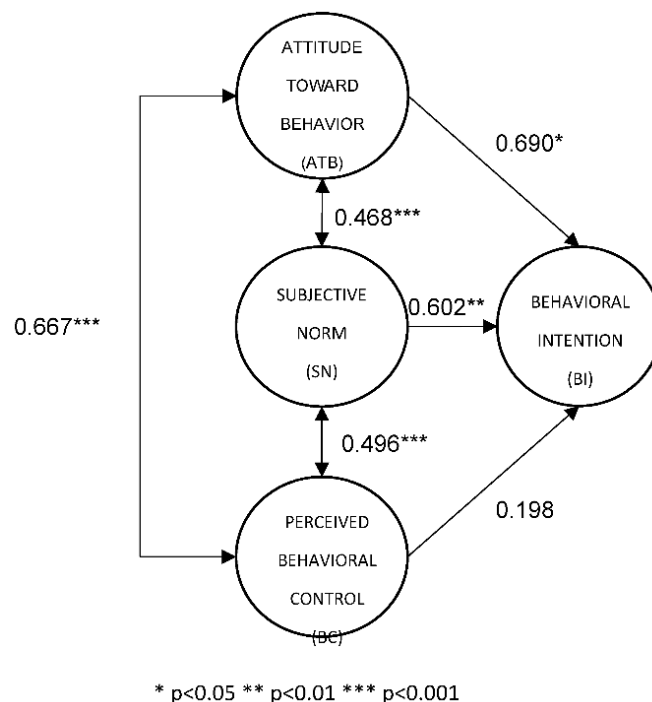 ATTITUDE
TOWARD
BEHAVIOR
(ATB)
0.690*
0.468***
SUBJECTIVE
NORM
(SN)
0.602**
BEHAVIORAL
INTENTION
(BI)
0.667***
0.496***
PERCEIVED
BEHAVIORAL
CONTROL
(BC)
0.198
* p<0.05 ** p<0.01 *** p<0.001